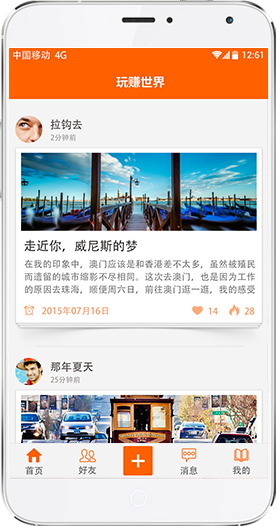 中国移动 4G 12:61
玩赚世界
拉钩去
2分钟前
走近你，威尼斯的梦
在我的印象中，澳门应该是和香港差不太多，虽然被殖民
而遗留的城市缩影不尽相同。这次去澳门，也是因为工作
的原因去珠海，顺便周六日，前往澳门逛一逛，我的感受
2015年07月16日 14 28
那年夏天
25分钟前
首页 好友 消息 我的